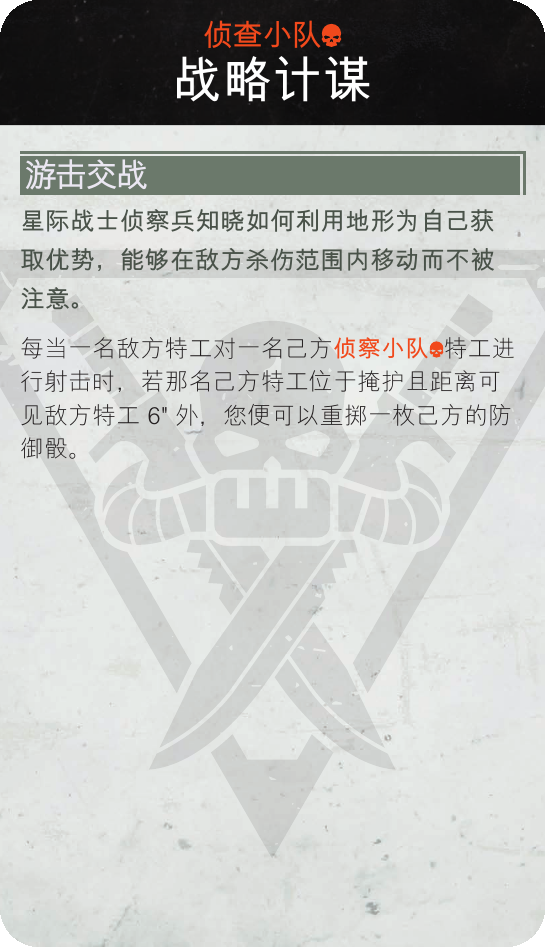 侦查小队
战略计谋
游击交战
星际战士侦察兵知晓如何利用地形为自己获
取优势，能够在敌方杀伤范围内移动而不被
注意。
每当一名敌方特工对一名己方侦察小队特工进
行射击时，若那名己方特工位于掩护且距离可
见敌方特工 6" 外，您便可以重掷一枚己方的防
御骰。